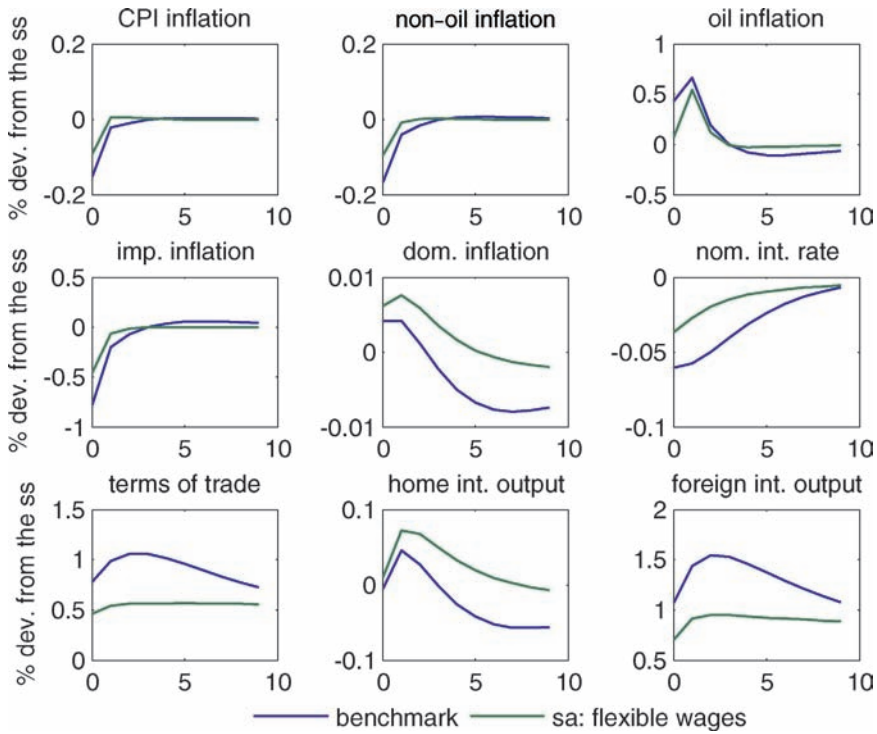 CPI inflation non-oil inflation oil inflation
% dev. from the ss
0.2 0.2 1
0.5
0 0 0
-0.2 -0.2 -0.5
0 5 10 0 5 10 0 5 10
imp. inflation dom. inflation nom. int. rate
% dev. from the ss
0.5 0.01 0
0
0 -0.05
-0.5
-1 -0.01 -0.1
0 5 10 0 5 10 0 5 10
terms of trade home int. output foreign int. output
% dev. from the ss
1.5 0.1 2
1 1.5
0
0.5 1
0 -0.1 0.5
0 5 10 0 5 10 0 5 10
benchmark sa: flexible wages